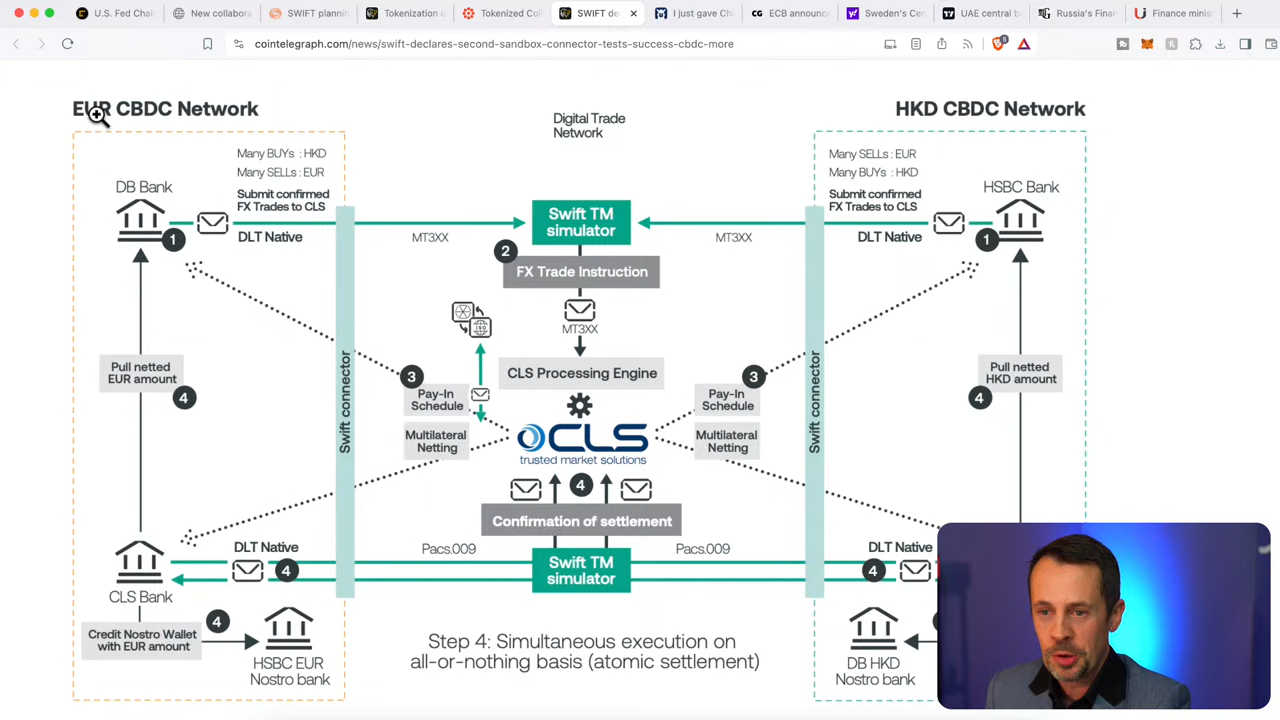 U.S. Fed Chai
New collabora
SWIFT plannin
Tokenization o
Tokenized Col
SWIFT de
I just gave Ch
CG ECB announce
Sweden's Cen
UAE central b
Russia's Finan
Finance minis
cointelegraph.com/news/swift-declares-second-sandbox-connector-tests-success-cbdc-more
5
EUR CBDC Network
Digital Trade
Network
HKD CBDC Network
Many BUYs : HKD
Many SELLs : EUR
DB Bank
Submit confirmed
FX Trades to CLS
1
DLT Native
MT3XX
Swift TM
simulator
MT3XX
Many SELLs : EUR
Many BUYs : HKD
HSBC Bank
Submit confirmed
FX Trades to CLS
DLT Native
1
2
FX Trade Instruction
MT3XX
ISO
CLS Processing Engine
Pull netted
EUR amount
4
Swift connector
3
Pay-In
Schedule
Multilateral
Netting
CLS
trusted market solutions
3
Pay-In
Schedule
Multilateral
Netting
Swift connector
Pull netted
HKD amount
4
4
Confirmation of settlement
DLT Native
Pacs.009
Swift TM
simulator
Pacs.009
DLT Native
4
4
CLS Bank
Credit Nostro Wallet
with EUR amount
4
HSBC EUR
Nostro bank
Step 4: Simultaneous execution on
all-or-nothing basis (atomic settlement)
DB HKD
Nostro bank